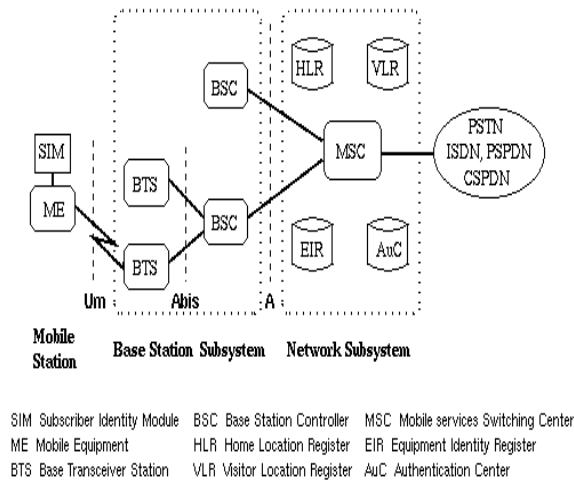 HLR
VLR
BSC
SIM
BTS
MSC
PSTN
ISDN, PSPDN
CSPDN
ME
BSC
BTS
EIR
AuC
Um
Abis
A
Mobile
Station
Base Station Subsystem
Network Subsystem
SIM Subscriber Identity Module
BSC Base Station Controller
MSC Mobile services Switching Center
ME Mobile Equipment
HLR Home Location Register
EIR Equipment Identity Register
BTS Base Transceiver Station
VLR Visitor Location Register
AuC Authentication Center